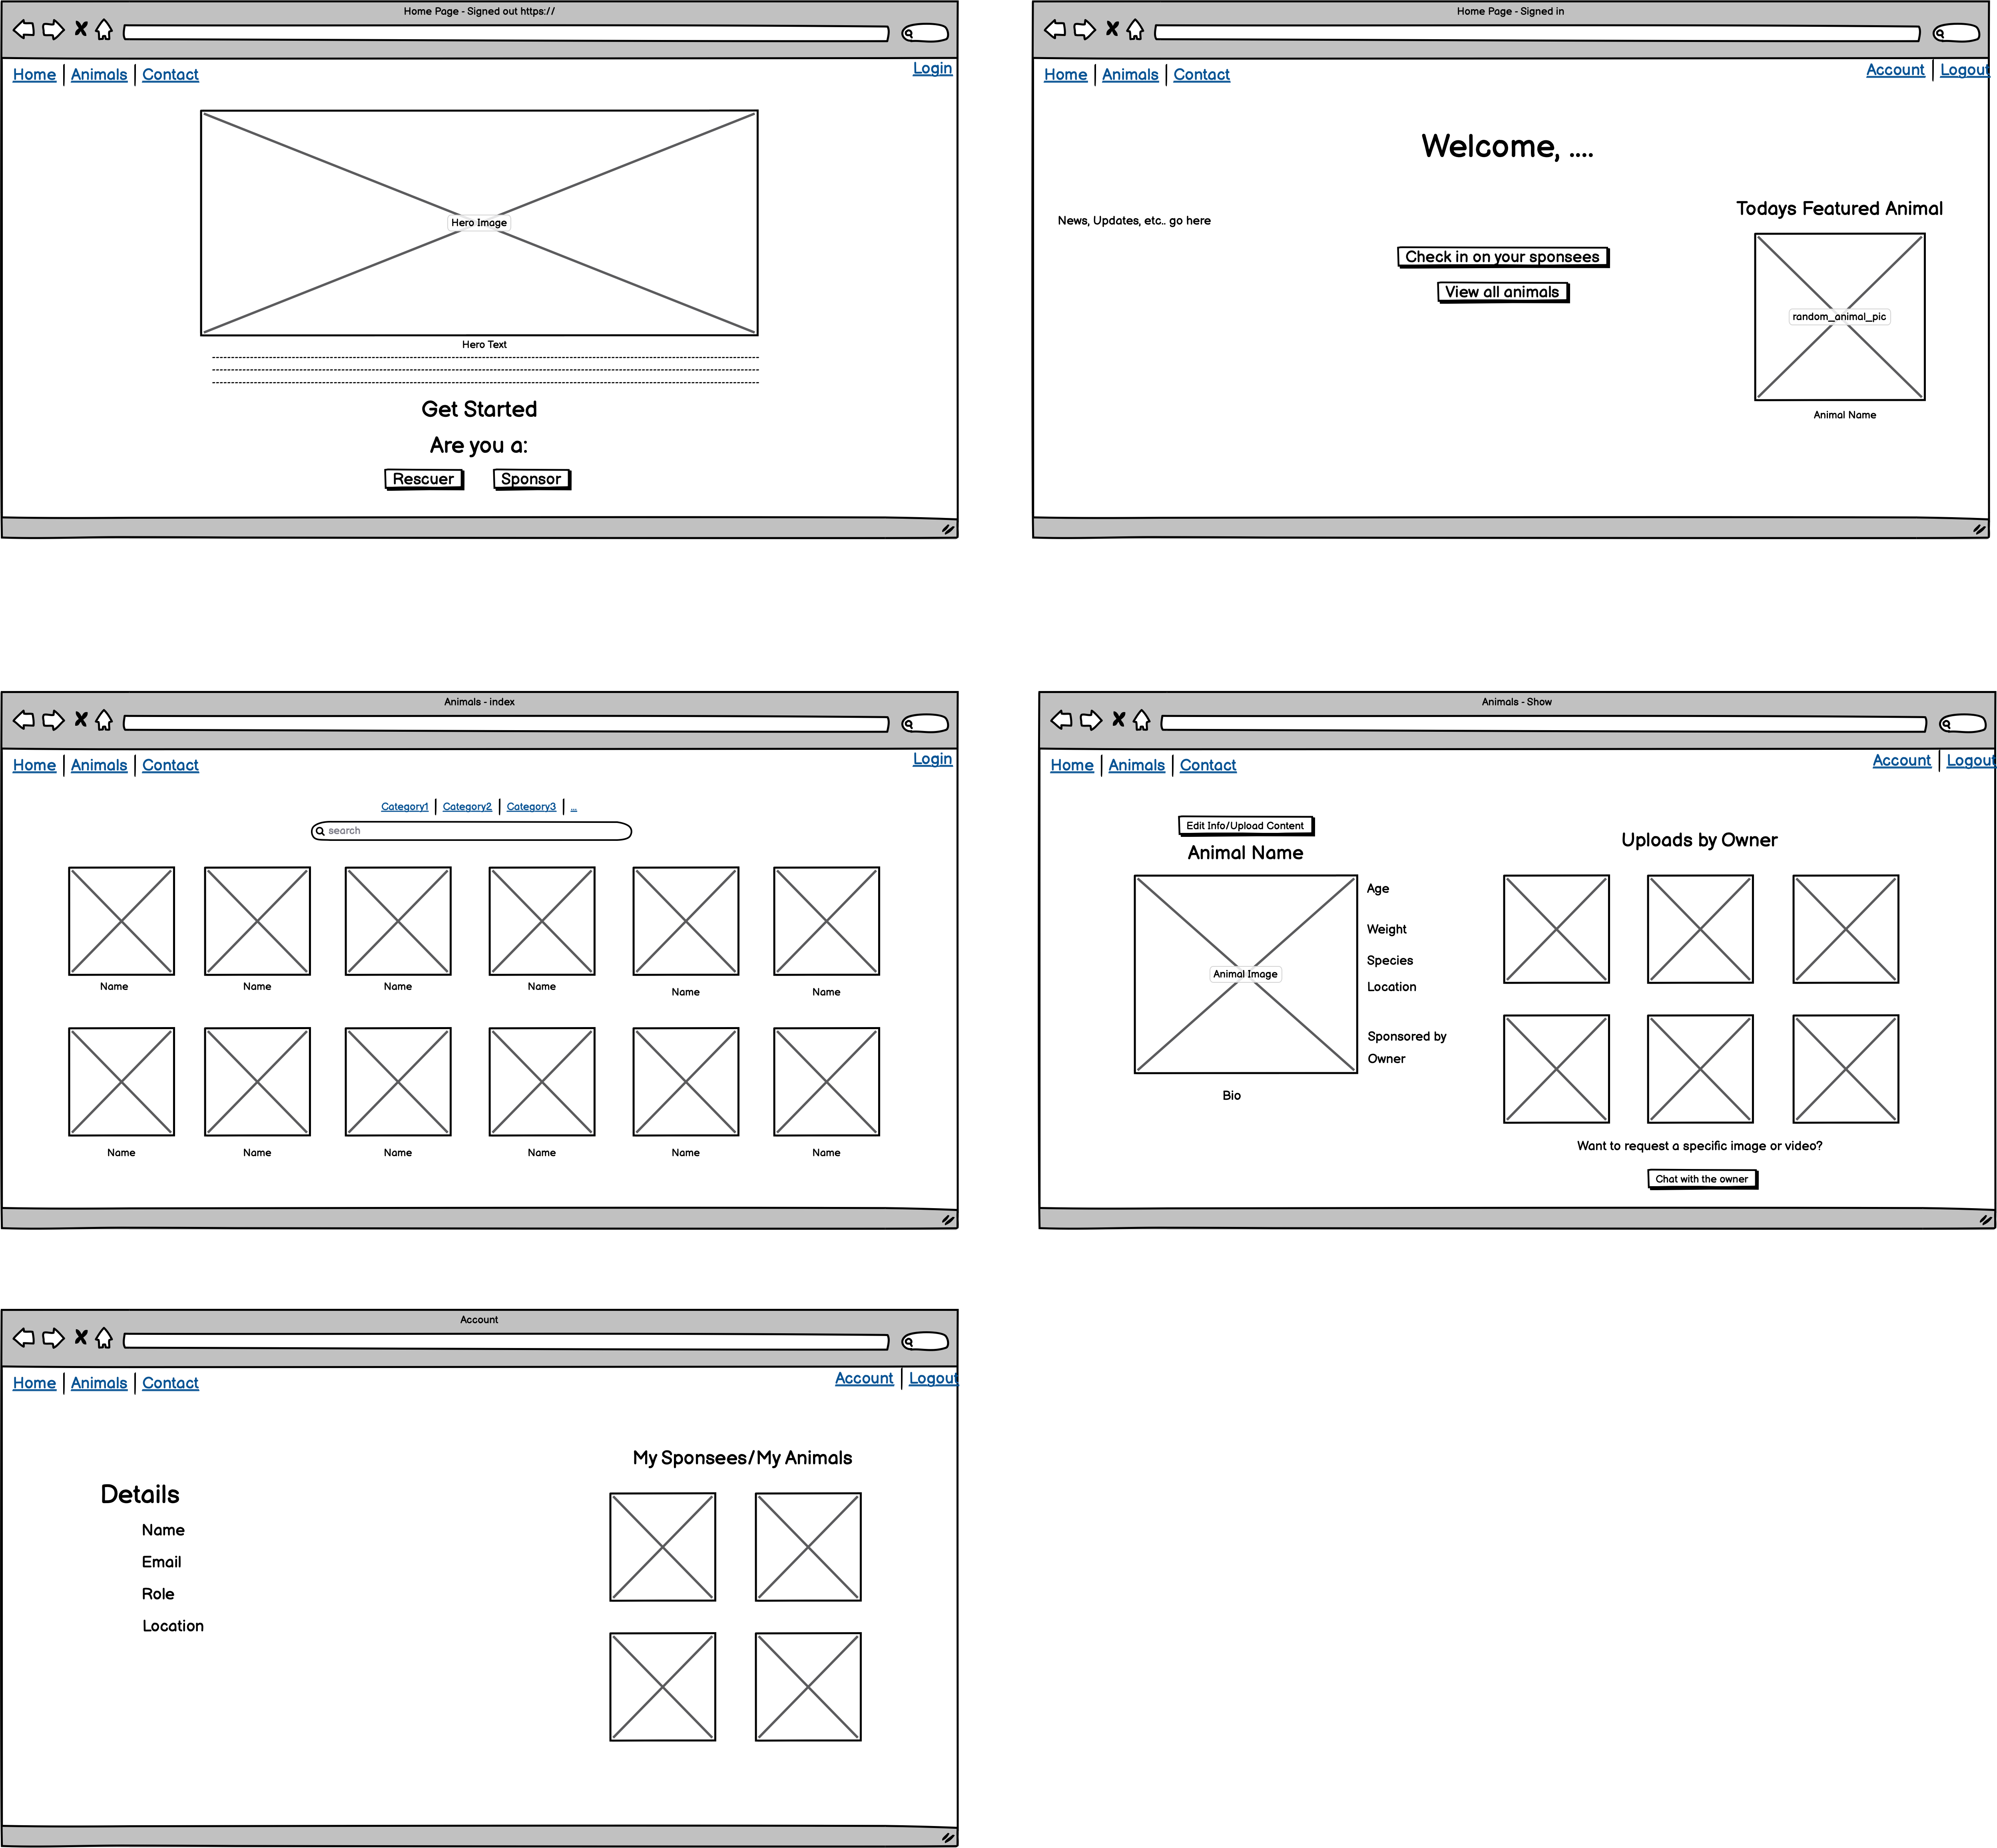 Home Page - Signed out https://
Home | Animals | Contact
Login
Hero Image
Hero Text
Get Started
Are you a:
Rescuer
Sponsor
Home Page - Signed in
Home | Animals | Contact
Account | Logout
Welcome, ....
News, Updates, etc.. go here
Check in on your sponsees
View all animals
Todays Featured Animal
random_animal_pic
Animal Name
Animals - index
Home | Animals | Contact
Login
Category1 | Category2 | Category3 | ...
search
Name Name Name Name Name Name
Name Name Name Name Name Name
Animals - Show
Home | Animals | Contact
Account | Logout
Edit Info/Upload Content
Animal Name
Animal Image
Age
Weight
Species
Location
Sponsored by
Owner
Bio
Uploads by Owner
Want to request a specific image or video?
Chat with the owner
Account
Home | Animals | Contact
Account | Logout
Details
Name
Email
Role
Location
My Sponsees/My Animals